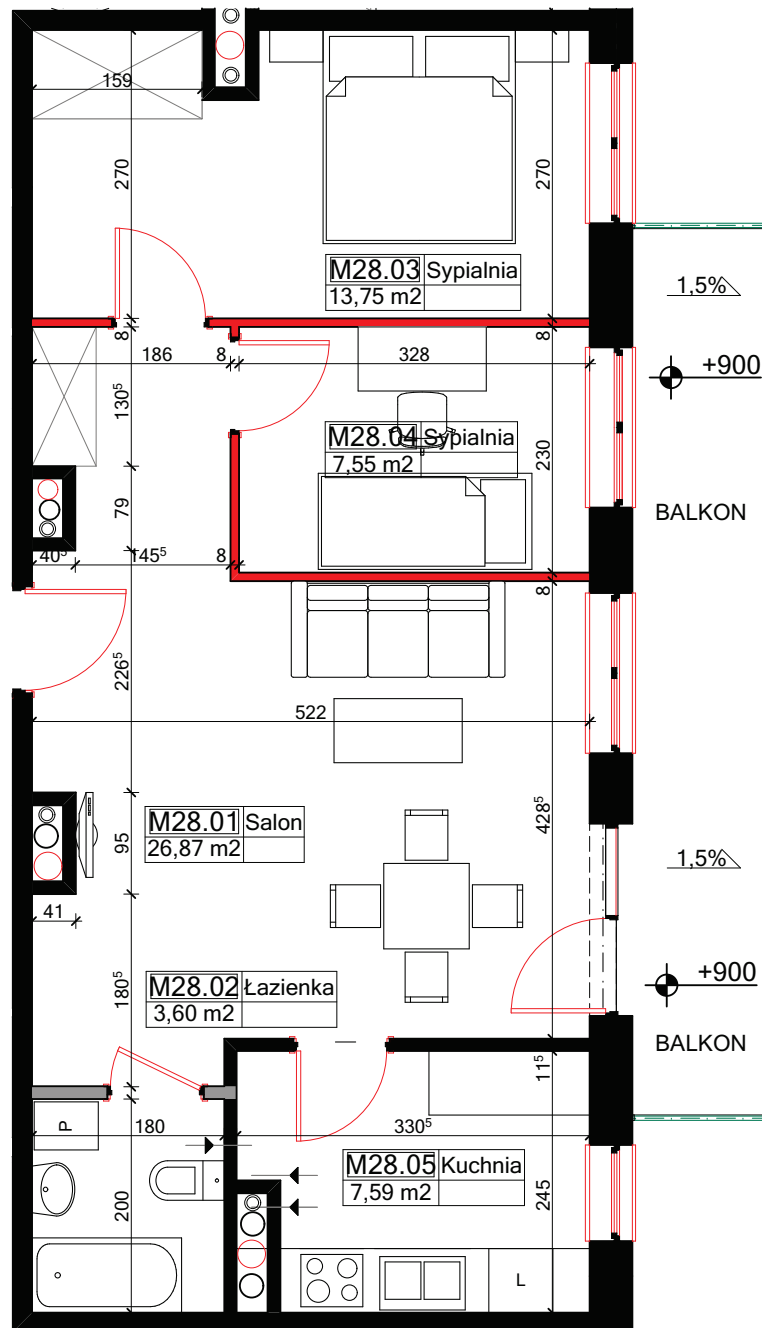 159
270
270
M28.03 Sypialnia
13,75 m2
1,5%
8
186
8
328
8
+900
130⁵
M28.04 Sypialnia
7,55 m2
230
79
BALKON
40⁵
145⁵
8
8
226⁵
522
428⁵
M28.01 Salon
26,87 m2
95
1,5%
41
180⁵
M28.02 Łazienka
3,60 m2
+900
BALKON
11⁵
P
180
330⁵
M28.05 Kuchnia
7,59 m2
200
245
L